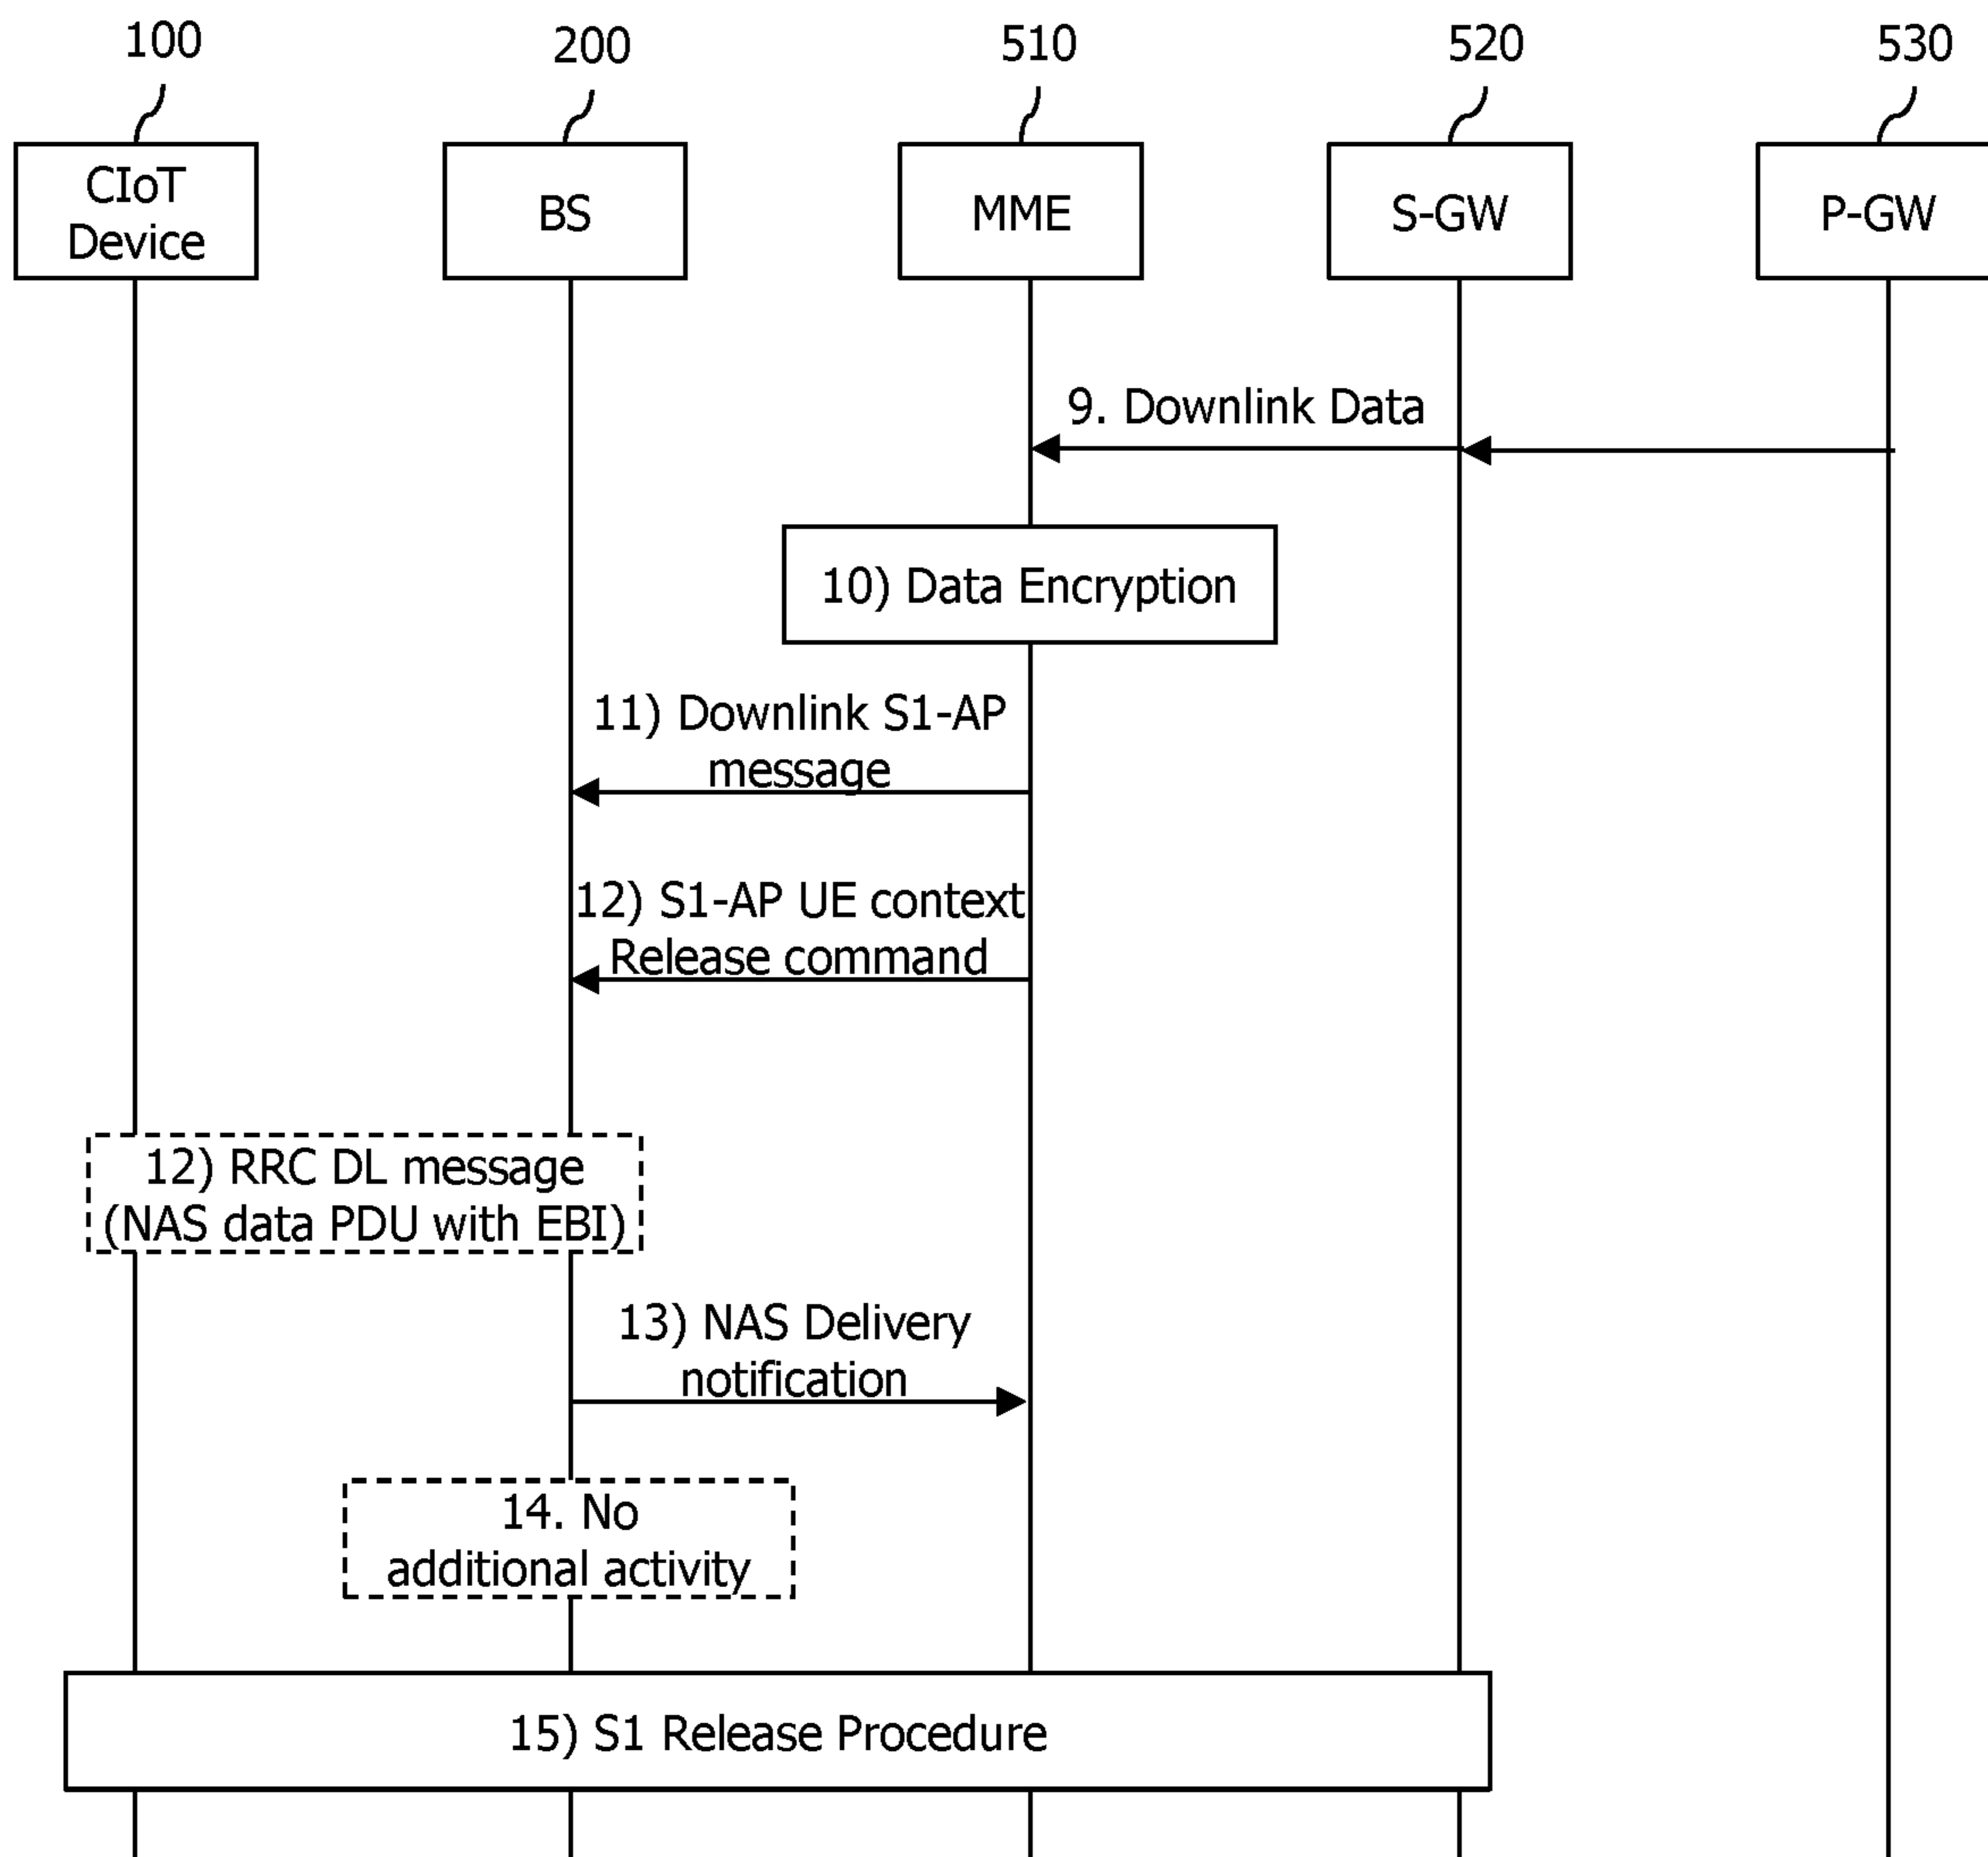 100
200
510
520
530
CIoT
Device
BS
MME
S-GW
P-GW
9. Downlink Data
10) Data Encryption
11) Downlink S1-AP
message
12) S1-AP UE context
Release command
12) RRC DL message
(NAS data PDU with EBI)
13) NAS Delivery
notification
14. No
additional activity
15) S1 Release Procedure